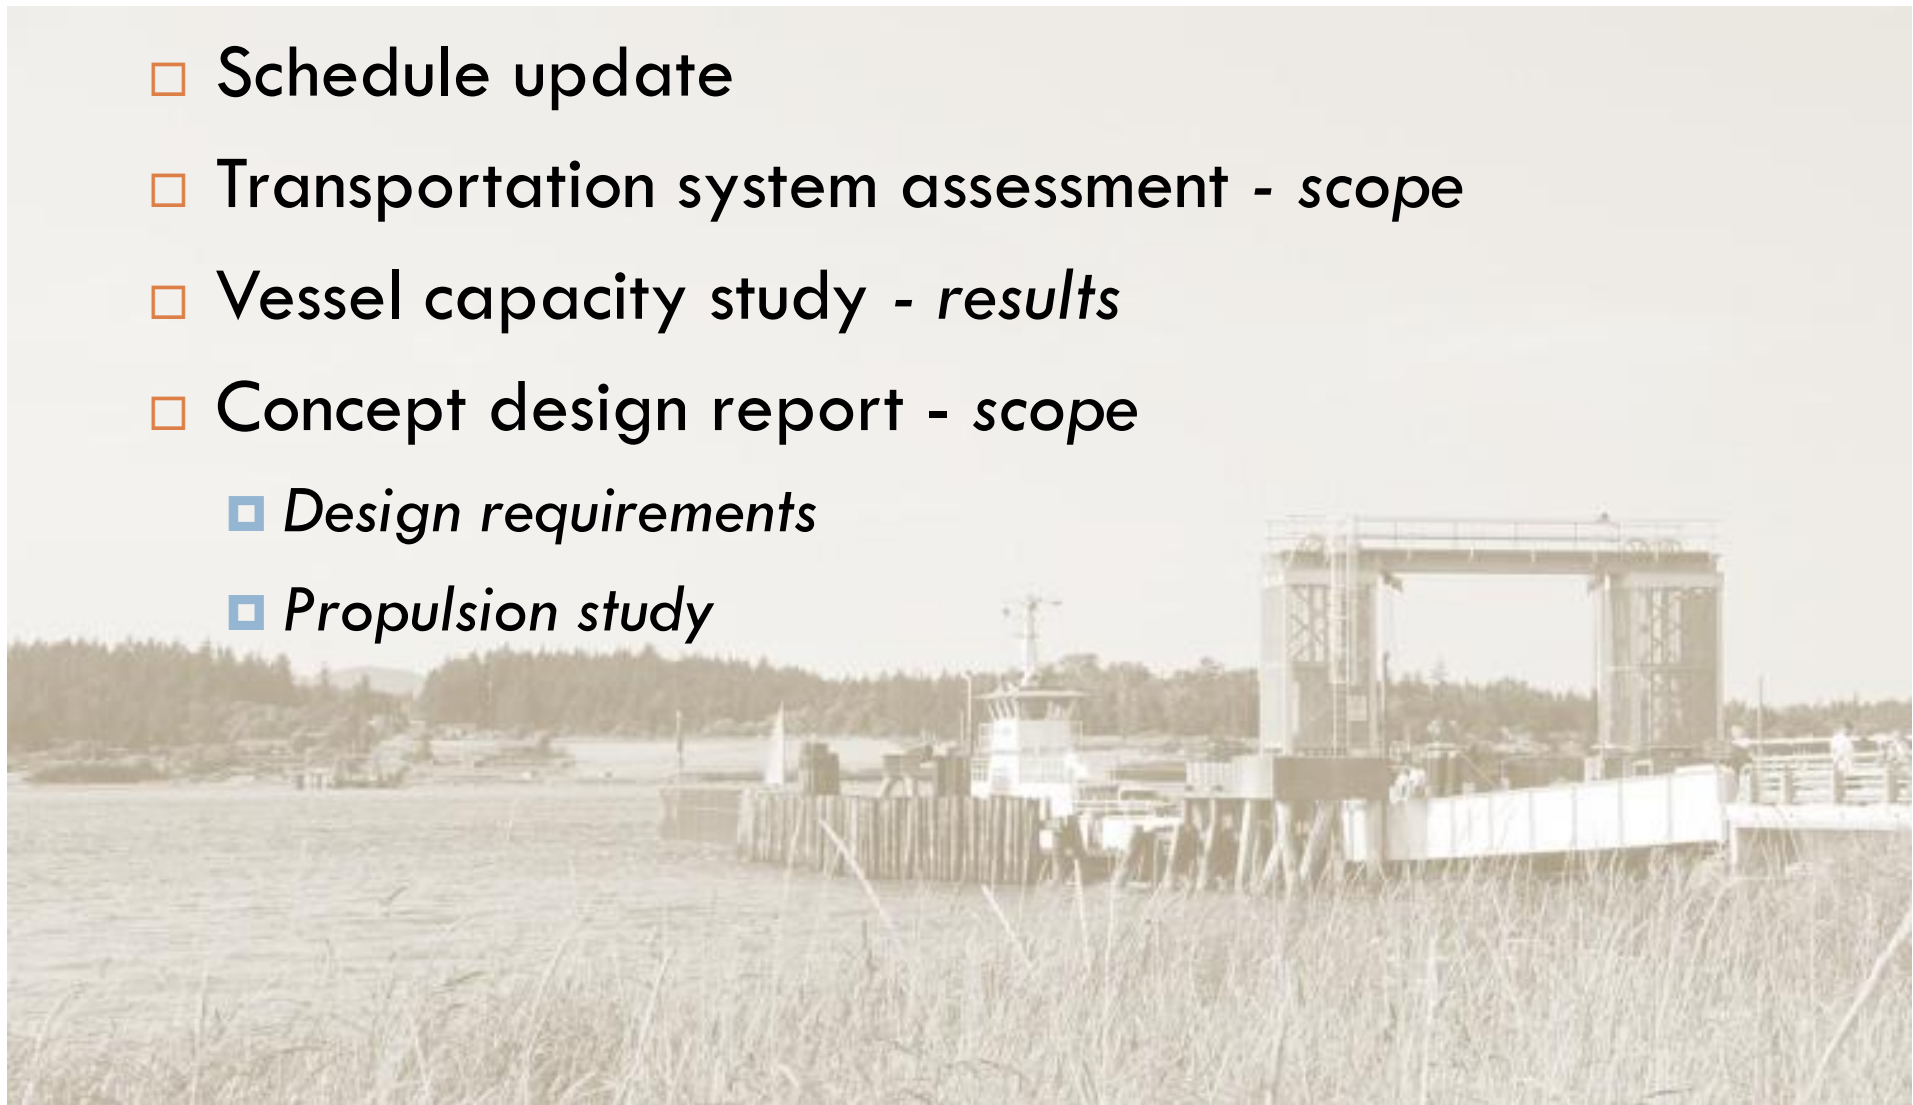 Schedule update
Transportation system assessment - scope
Vessel capacity study - results
Concept design report - scope
Design requirements
Propulsion study